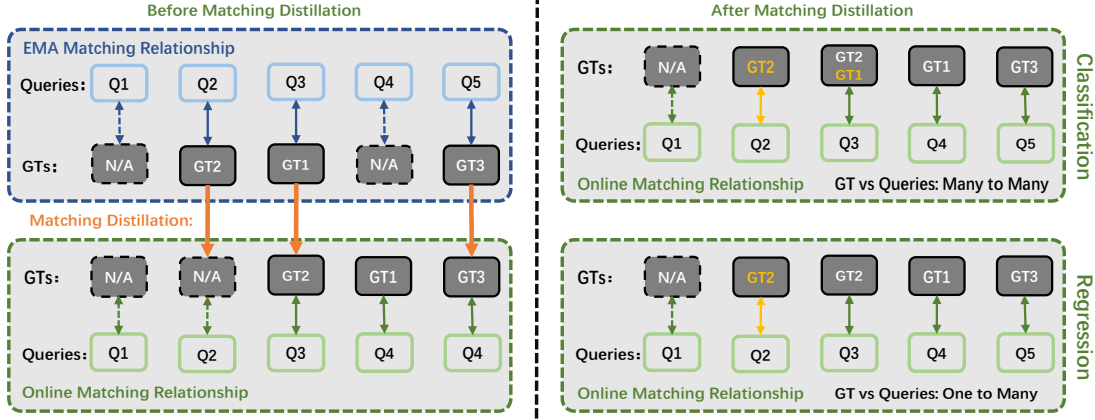 Before Matching Distillation
EMA Matching Relationship
Queries: Q1 Q2 Q3 Q4 Q5
GTs: N/A GT2 GT1 N/A GT3
Matching Distillation:
GTs: N/A N/A GT2 GT1 GT3
Queries: Q1 Q2 Q3 Q4 Q4
Online Matching Relationship
After Matching Distillation
GTs: N/A GT2 GT2 GT1 GT1 GT3
Queries: Q1 Q2 Q3 Q4 Q5
Online Matching Relationship GT vs Queries: Many to Many
Classification
GTs: N/A GT2 GT2 GT1 GT3
Queries: Q1 Q2 Q3 Q4 Q5
Online Matching Relationship GT vs Queries: One to Many
Regression